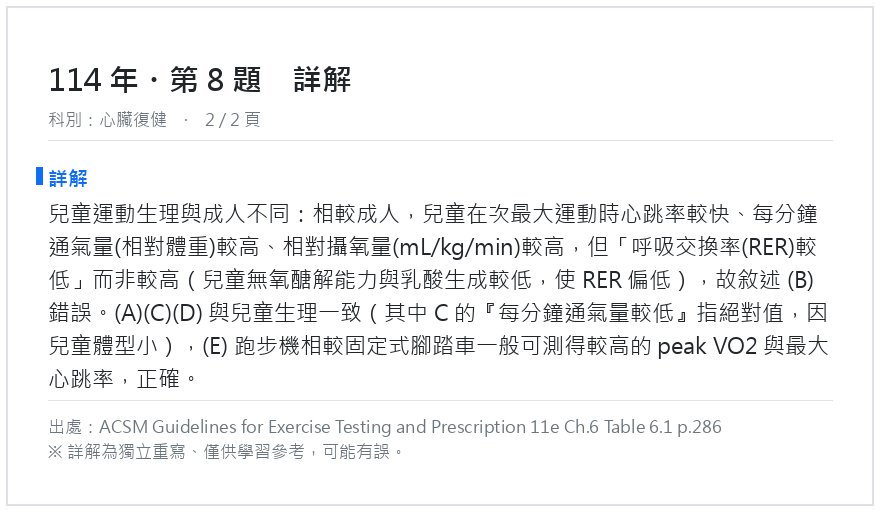 114 年・第 8 題　詳解
科別：心臟復健　·　2 / 2 頁
詳解
兒童運動生理與成人不同：相較成人，兒童在次最大運動時心跳率較快、每分鐘
通氣量(相對體重)較高、相對攝氧量(mL/kg/min)較高，但「呼吸交換率(RER)較
低」而非較高（兒童無氧醣解能力與乳酸生成較低，使 RER 偏低），故敘述 (B)
錯誤。(A)(C)(D) 與兒童生理一致（其中 C 的『每分鐘通氣量較低』指絕對值，因
兒童體型小），(E) 跑步機相較固定式腳踏車一般可測得較高的 peak VO2 與最大
心跳率，正確。
出處：ACSM Guidelines for Exercise Testing and Prescription 11e Ch.6 Table 6.1 p.286
※ 詳解為獨立重寫、僅供學習參考，可能有誤。